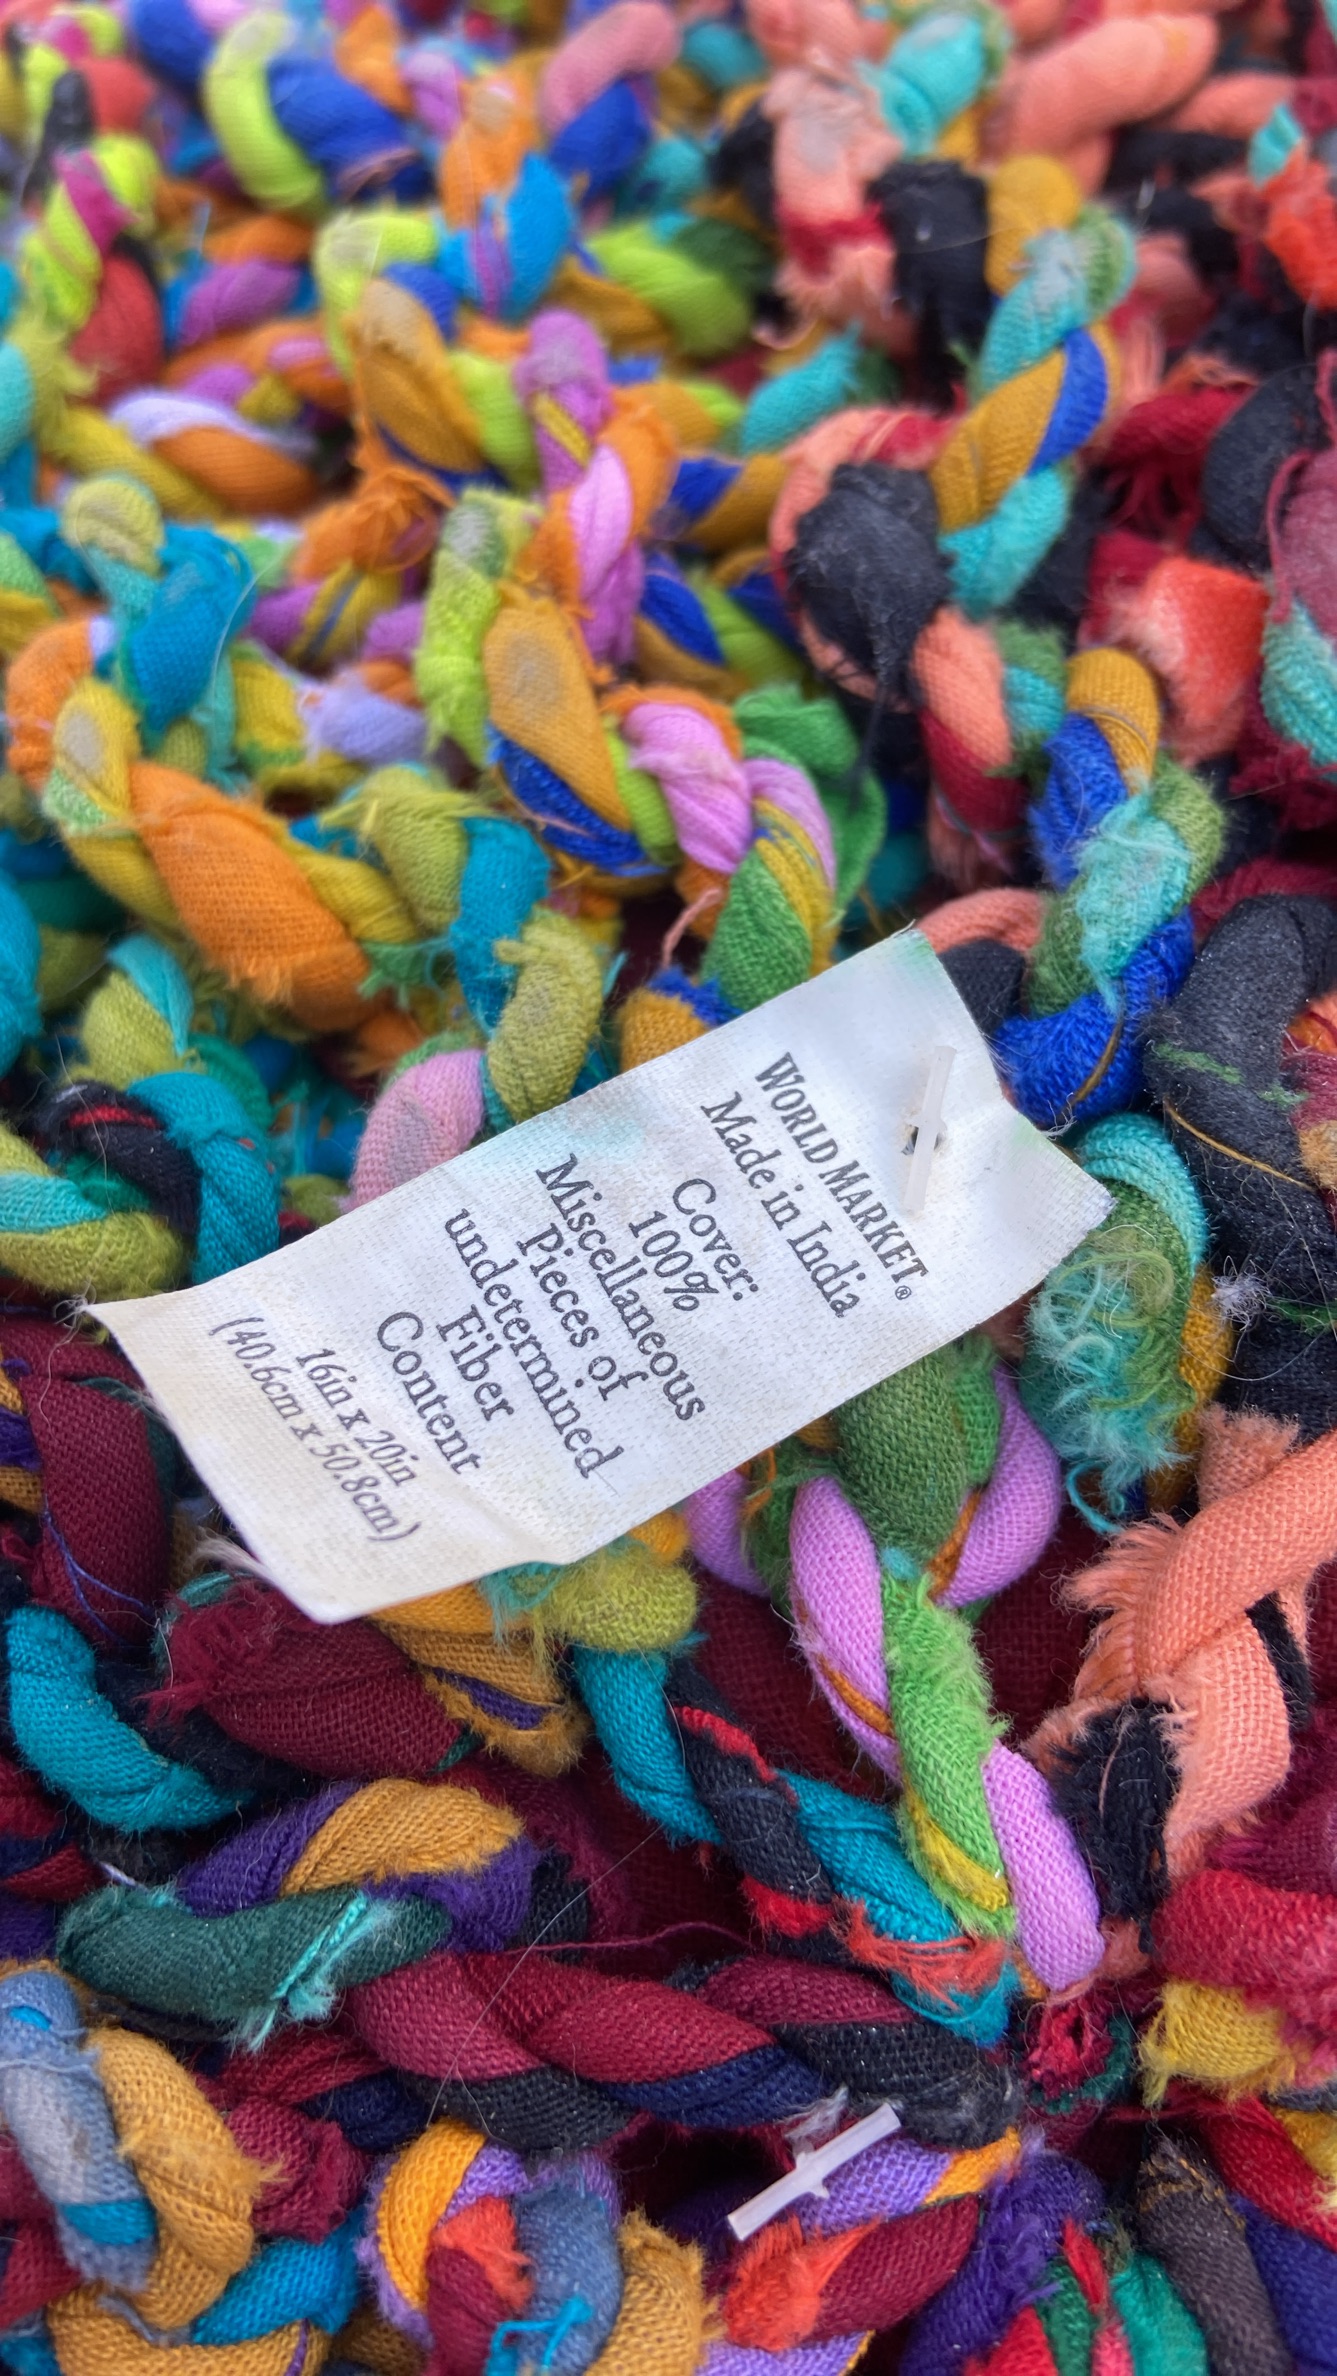 WORLD MARKET®
Made in India
Cover:
100%
Miscellaneous
Pieces of
undetermined
Fiber
Content
16in x 20in
(40.6cm x 50.8cm)